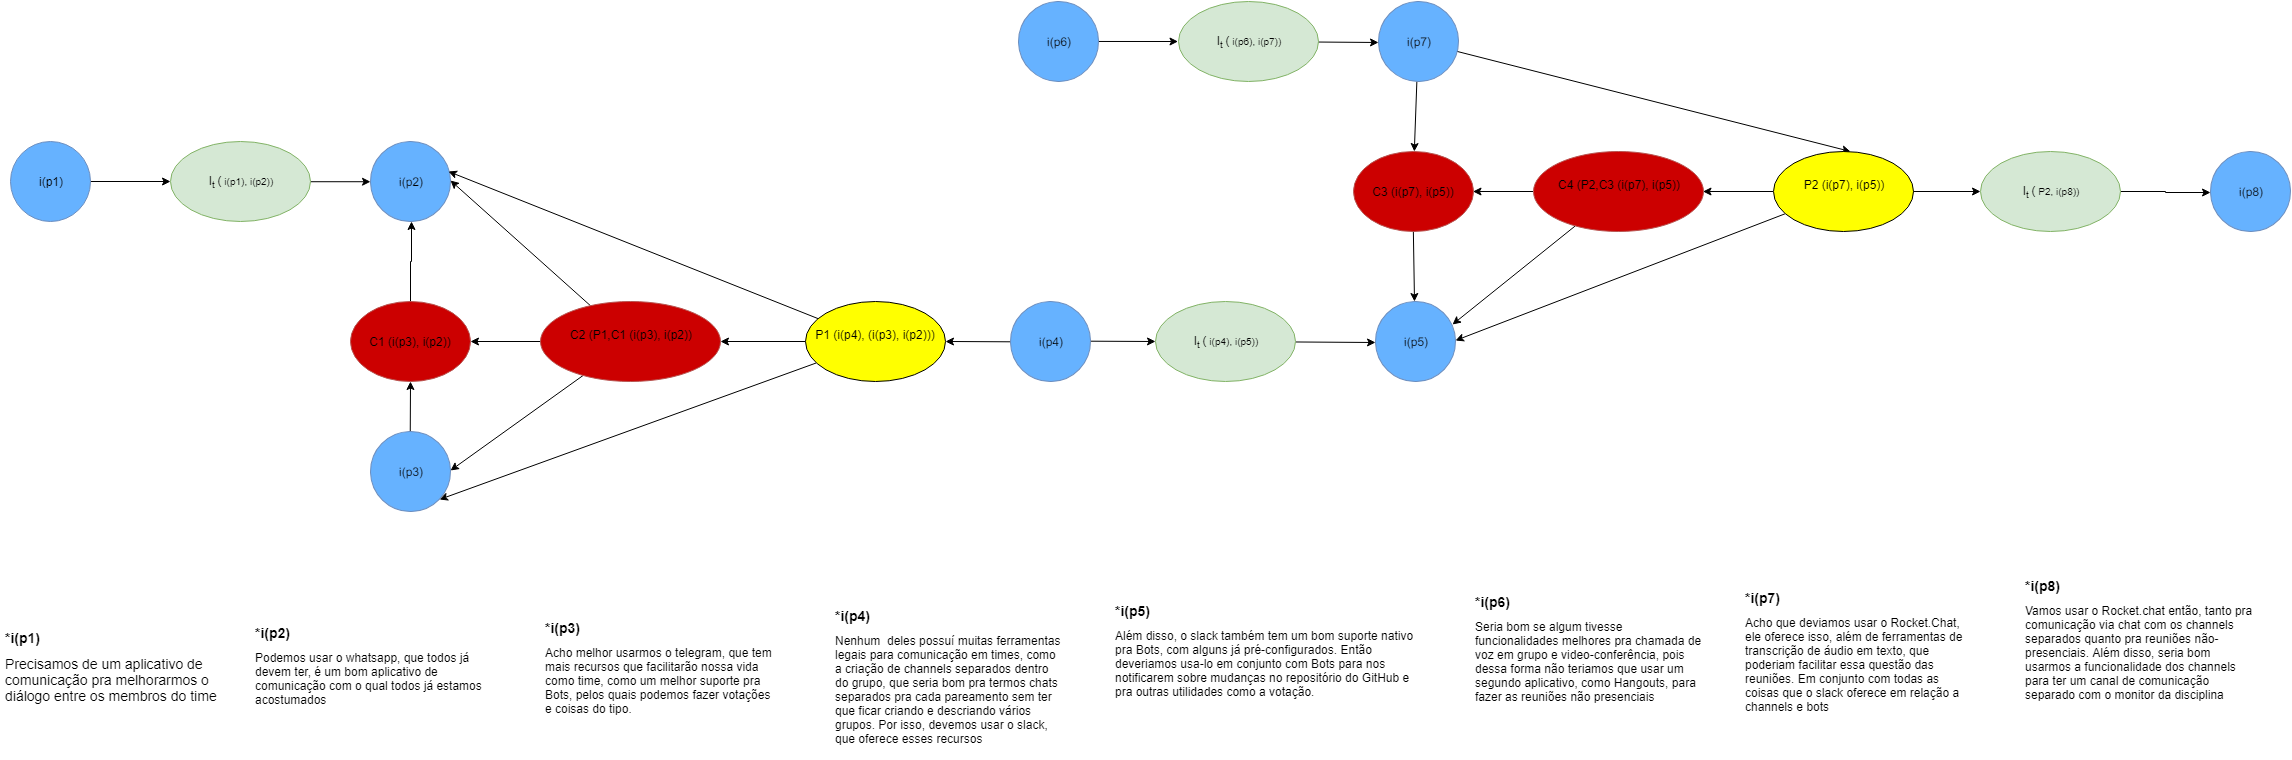 i(p6)
I_t ( i(p6), i(p7))
i(p7)
i(p1)
I_t ( i(p1), i(p2))
i(p2)
C3 (i(p7), i(p5))
C4 (P2,C3 (i(p7), i(p5))
P2 (i(p7), i(p5))
I_t ( P2, i(p8))
i(p8)
C1 (i(p3), i(p2))
C2 (P1,C1 (i(p3), i(p2))
P1 (i(p4), (i(p3), i(p2)))
i(p4)
I_t ( i(p4), i(p5))
i(p5)
i(p3)
*i(p1)
Precisamos de um aplicativo de
comunicação pra melhorarmos o
diálogo entre os membros do time
*i(p2)
Podemos usar o whatsapp, que todos já
devem ter, é um bom aplicativo de
comunicação com o qual todos já estamos
acostumados
*i(p3)
Acho melhor usarmos o telegram, que tem
mais recursos que facilitarão nossa vida
como time, como um melhor suporte pra
Bots, pelos quais podemos fazer votações
e coisas do tipo.
*i(p4)
Nenhum  deles possuí muitas ferramentas
legais para comunicação em times, como
a criação de channels separados dentro
do grupo, que seria bom pra termos chats
separados pra cada pareamento sem ter
que ficar criando e descriando vários
grupos. Por isso, devemos usar o slack,
que oferece esses recursos
*i(p5)
Além disso, o slack também tem um bom suporte nativo
pra Bots, com alguns já pré-configurados. Então
deveriamos usa-lo em conjunto com Bots para nos
notificarem sobre mudanças no repositório do GitHub e
pra outras utilidades como a votação.
*i(p6)
Seria bom se algum tivesse
funcionalidades melhores pra chamada de
voz em grupo e video-conferência, pois
dessa forma não teriamos que usar um
segundo aplicativo, como Hangouts, para
fazer as reuniões não presenciais
*i(p7)
Acho que deviamos usar o Rocket.Chat,
ele oferece isso, além de ferramentas de
transcrição de áudio em texto, que
poderiam facilitar essa questão das
reuniões. Em conjunto com todas as
coisas que o slack oferece em relação a
channels e bots
*i(p8)
Vamos usar o Rocket.chat então, tanto pra
comunicação via chat com os channels
separados quanto pra reuniões não-
presenciais. Além disso, seria bom
usarmos a funcionalidade dos channels
para ter um canal de comunicação
separado com o monitor da disciplina